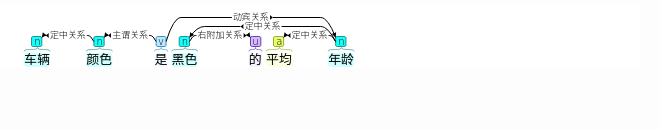 动宾关系
定中关系
定中关系 主谓关系 右附加关系 定中关系
n n v n u a n
车辆 颜色 是 黑色 的 平均 年龄